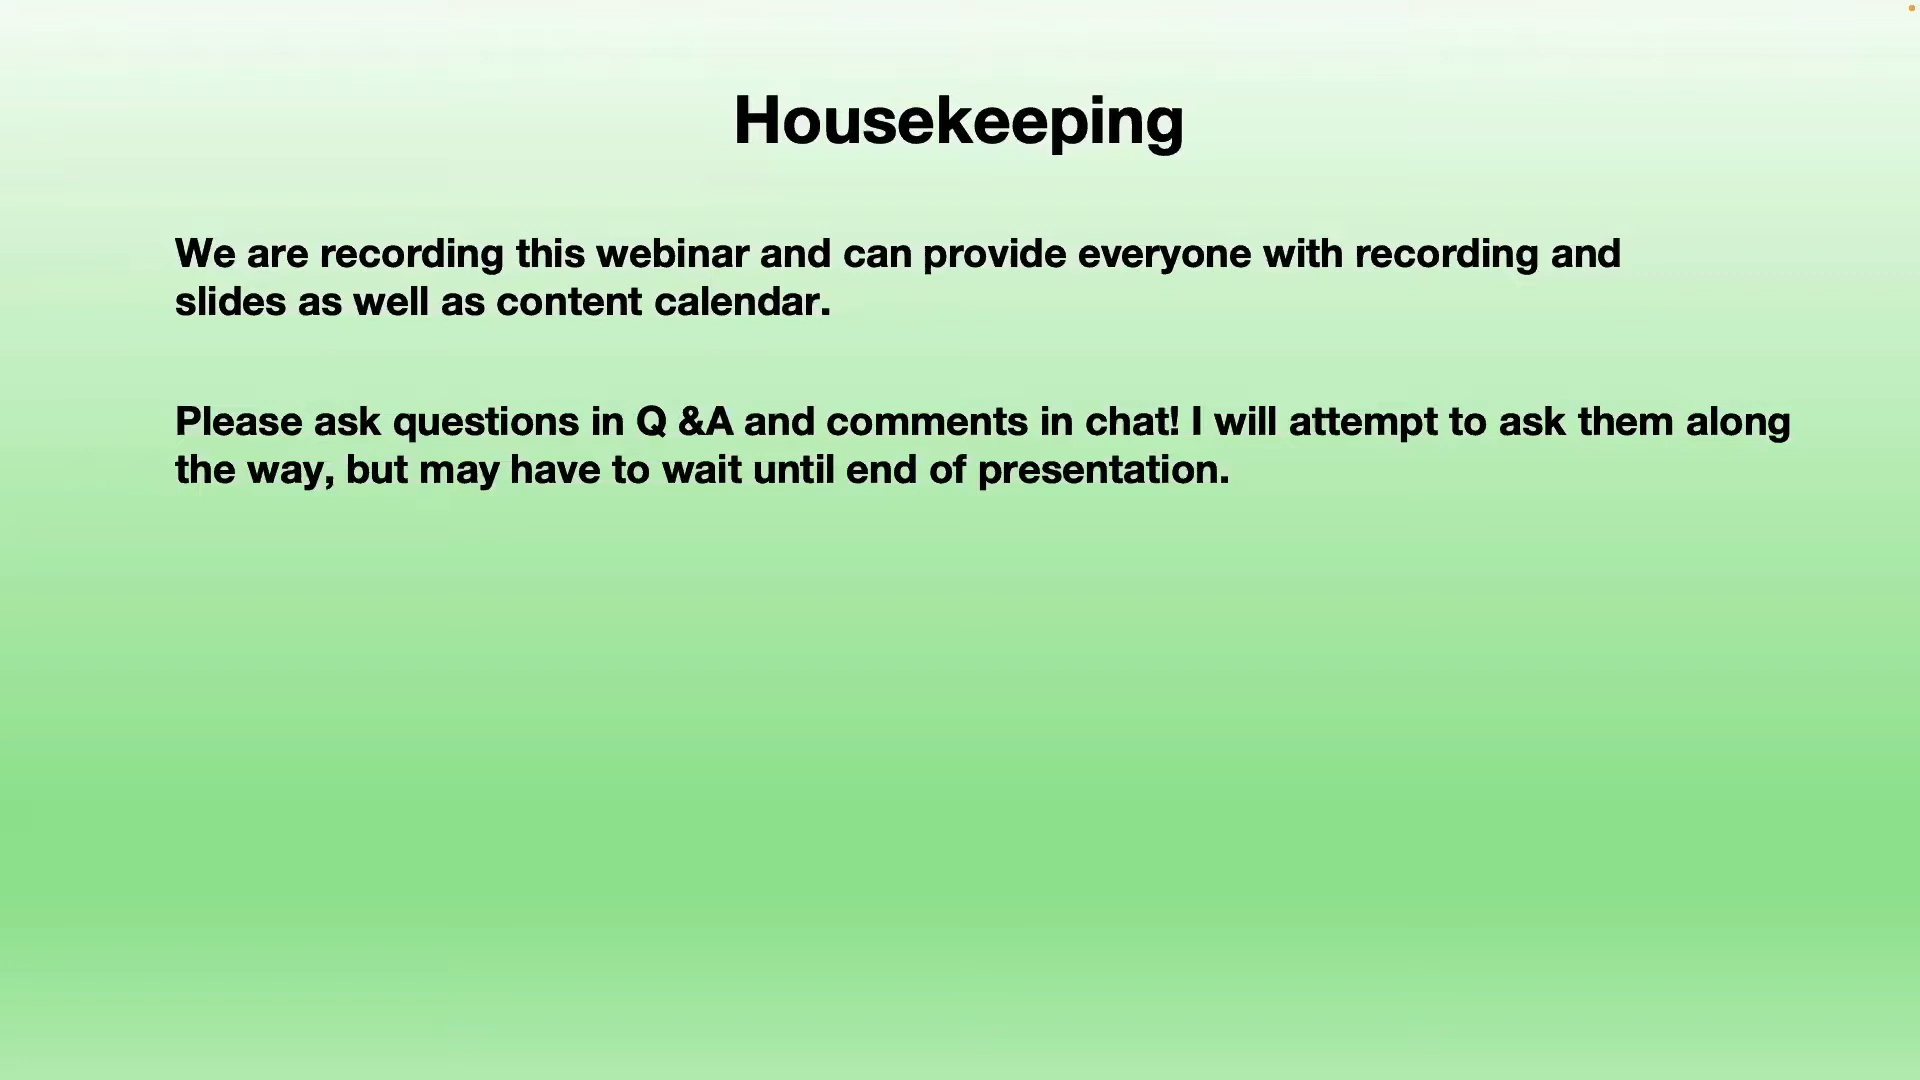 Housekeeping
We are recording this webinar and can provide everyone with recording and
slides as well as content calendar.
Please ask questions in Q &A and comments in chat! I will attempt to ask them along
the way, but may have to wait until end of presentation.